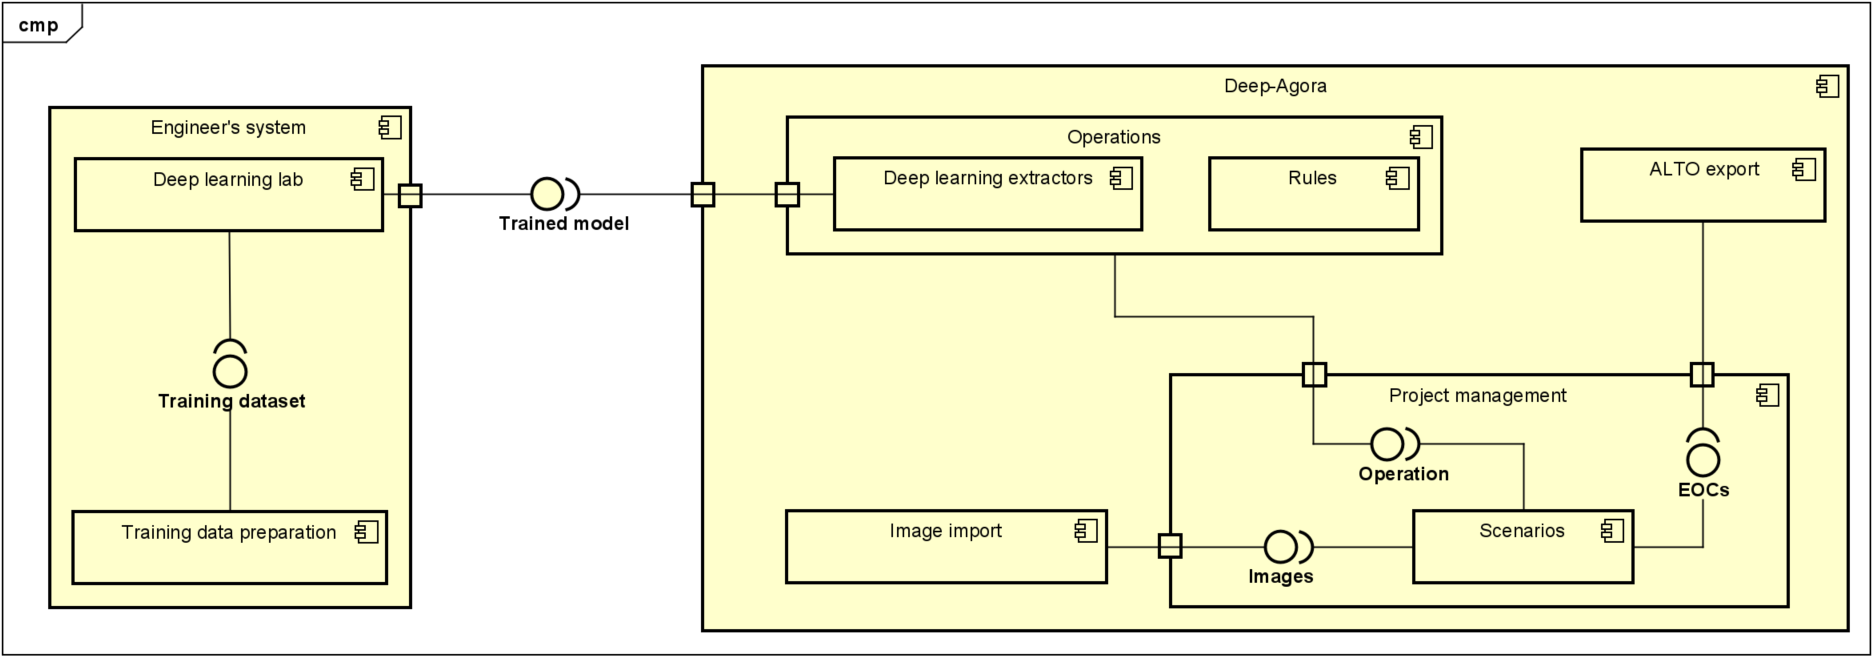 cmp
Engineer's system
Deep learning lab
Training dataset
Training data preparation
Trained model
Deep-Agora
Operations
Deep learning extractors
Rules
ALTO export
Project management
Operation
EOCs
Image import
Images
Scenarios